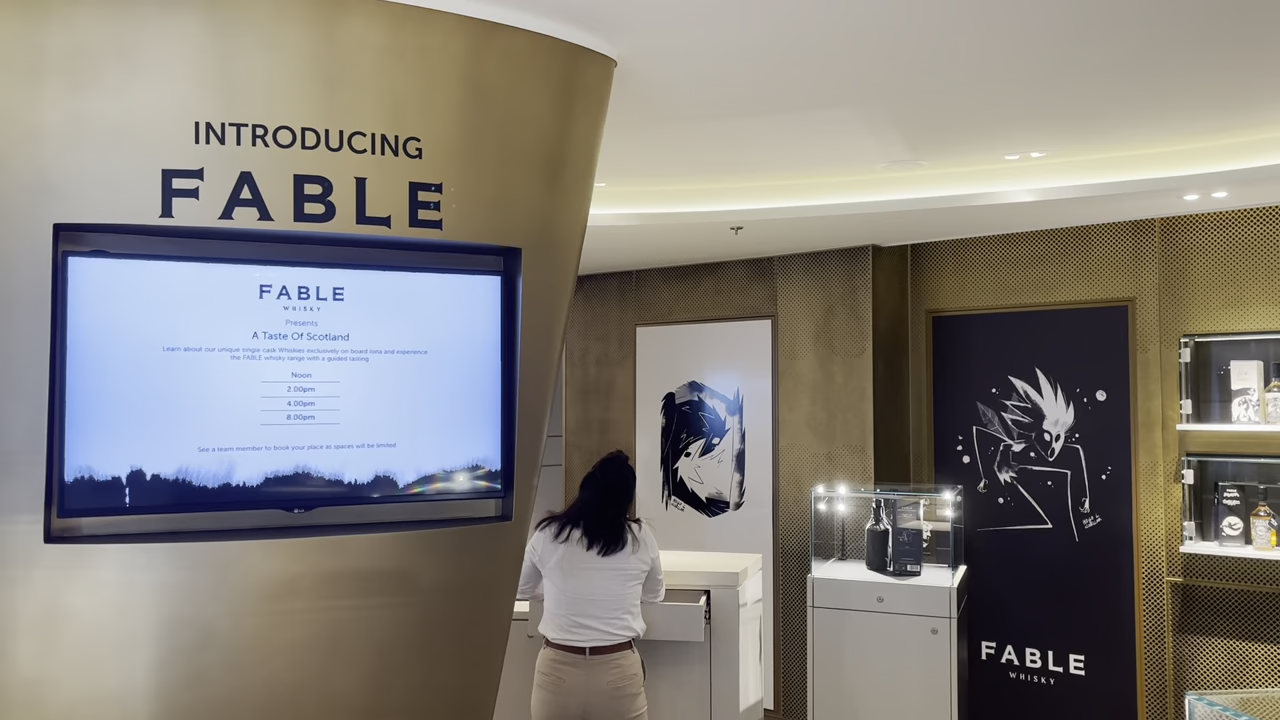 INTRODUCING
FABLE
FABLE
WHISKY
Presents
A Taste Of Scotland
Learn about our unique single cask Whiskies exclusively on board Iona and experience
the FABLE whisky range with a guided tasting
Noon
2.00pm
4.00pm
8.00pm
See a team member to book your place as spaces will be limited
LG
FABLE
WHISKY